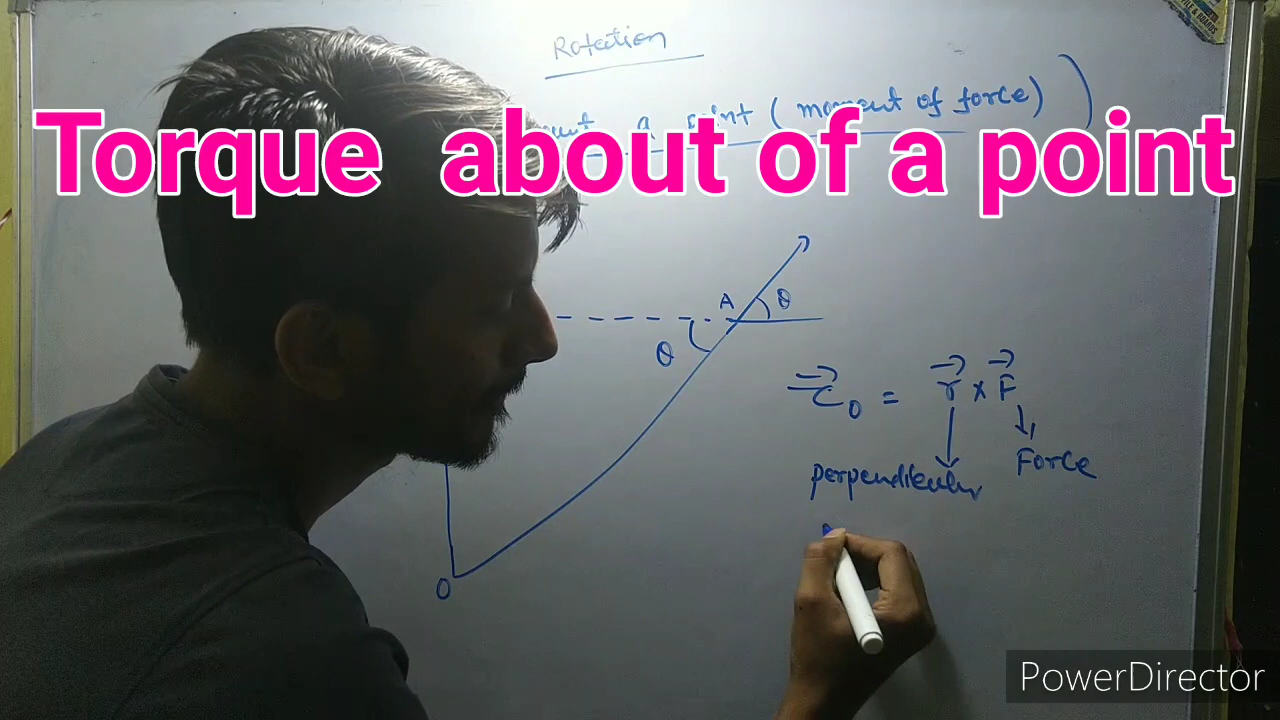 Rotation
a point (moment of force)
Torque about of a point
A θ
θ
τ₀ = r × F
Force
perpendicular
O
PowerDirector